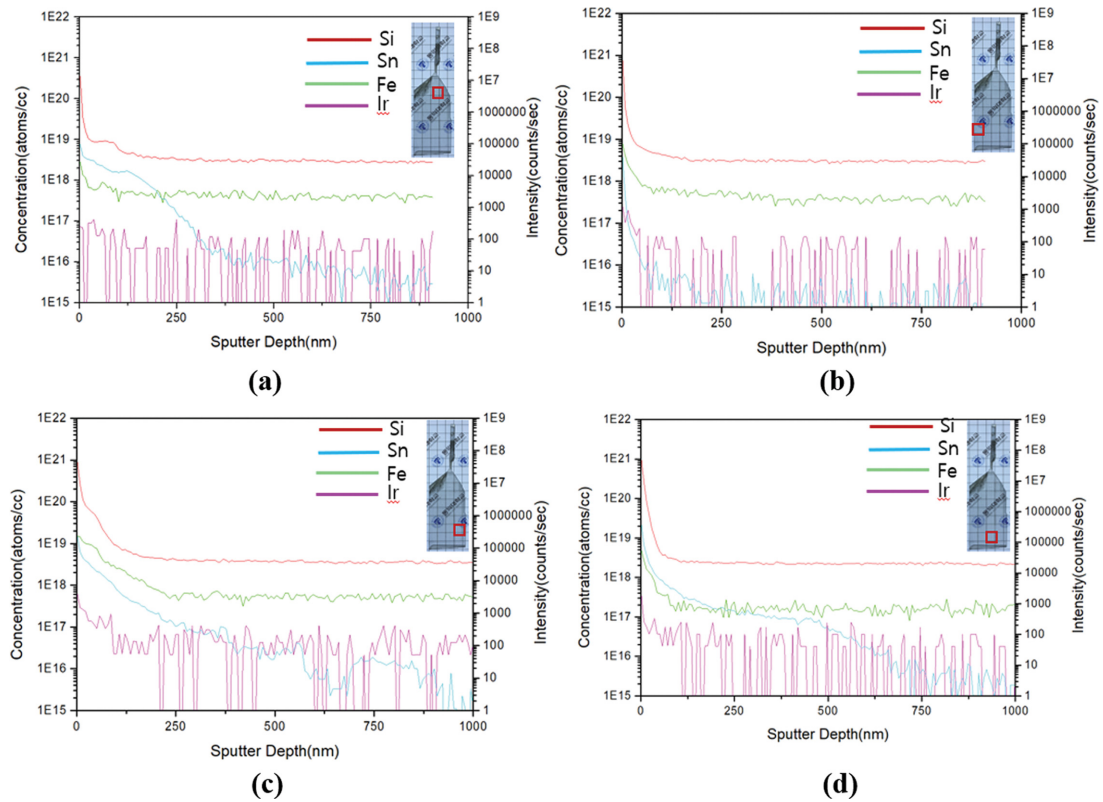 1E22
1E21
1E20
1E19
1E18
1E17
1E16
1E15
Concentration(atoms/cc)
Si
Sn
Fe
Ir
1E9
1E8
1E7
1000000
100000
10000
1000
100
10
1
Intensity(counts/sec)
0
250
500
750
1000
Sputter Depth(nm)
(a)
1E22
1E21
1E20
1E19
1E18
1E17
1E16
1E15
Concentration(atoms/cc)
Si
Sn
Fe
Ir
1E9
1E8
1E7
1000000
100000
10000
1000
100
10
1
Intensity(counts/sec)
0
250
500
750
1000
Sputter Depth(nm)
(b)
1E22
1E21
1E20
1E19
1E18
1E17
1E16
1E15
Concentration(atoms/cc)
Si
Sn
Fe
Ir
1E9
1E8
1E7
1000000
100000
10000
1000
100
10
1
Intensity(counts/sec)
0
250
500
750
1000
Sputter Depth(nm)
(c)
1E22
1E21
1E20
1E19
1E18
1E17
1E16
1E15
Concentration(atoms/cc)
Si
Sn
Fe
Ir
1E9
1E8
1E7
1000000
100000
10000
1000
100
10
1
Intensity(counts/sec)
0
250
500
750
1000
Sputter Depth(nm)
(d)